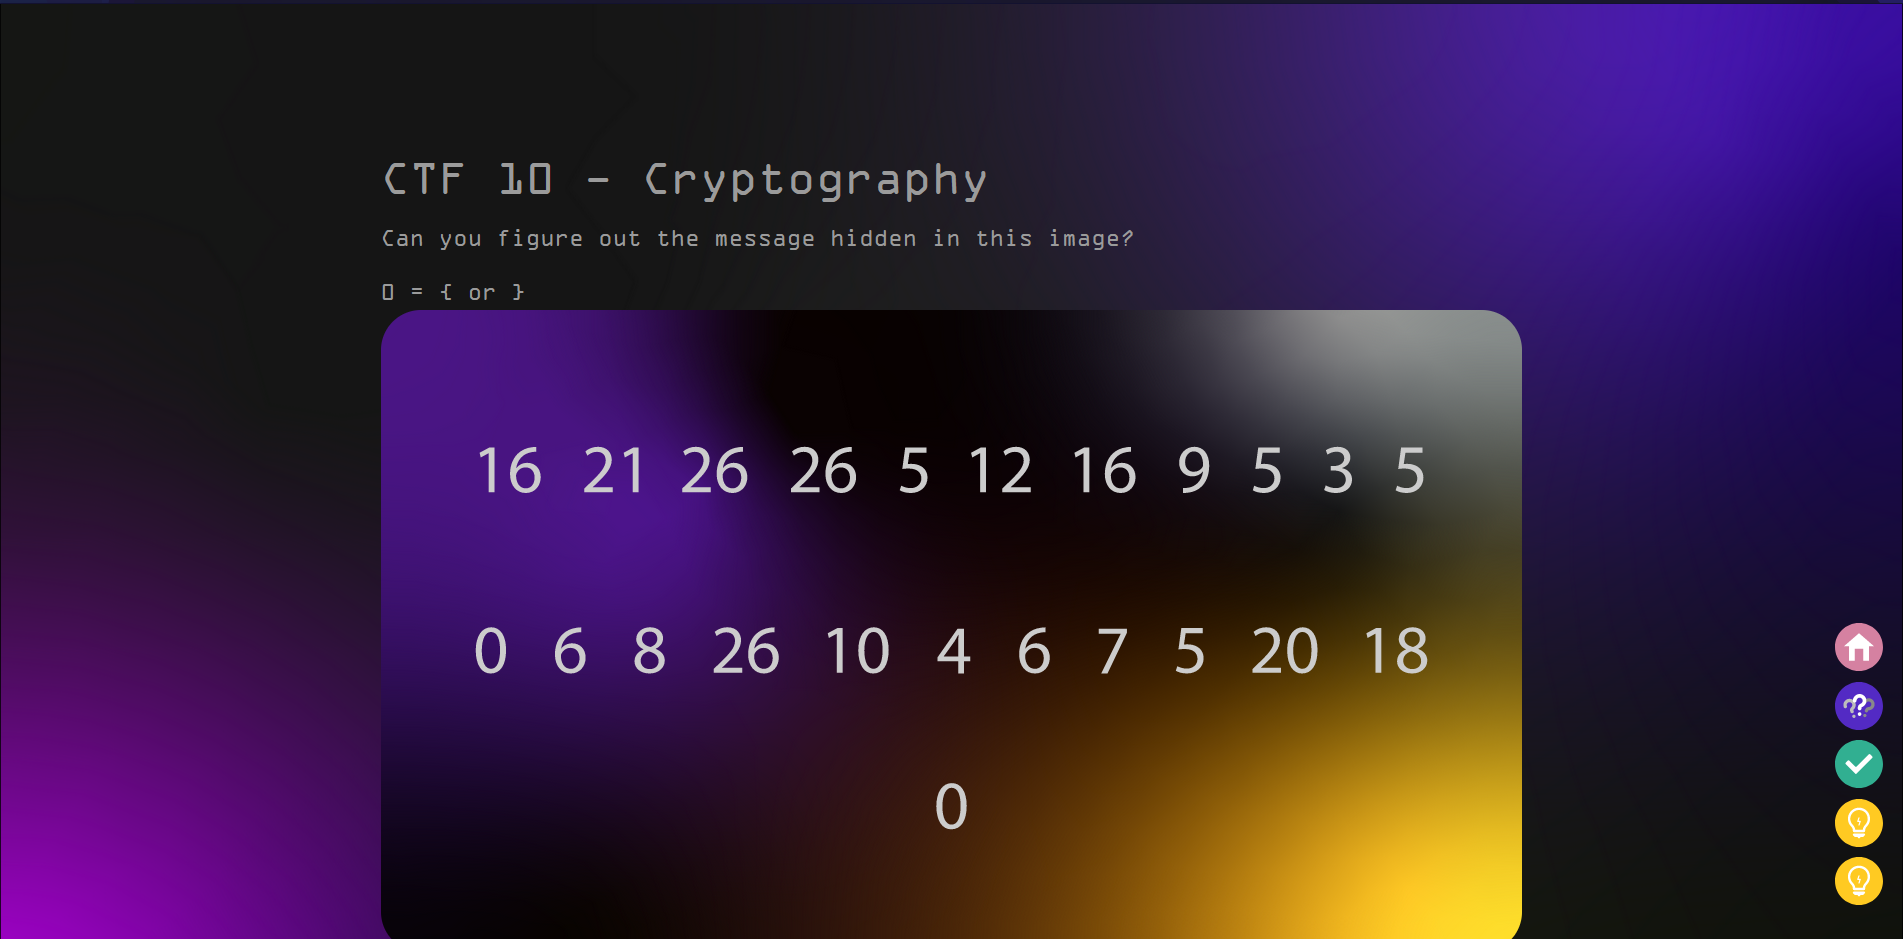 CTF 10 - Cryptography
Can you figure out the message hidden in this image?
0 = { or }
16 21 26 26 5 12 16 9 5 3 5
0 6 8 26 10 4 6 7 5 20 18
0